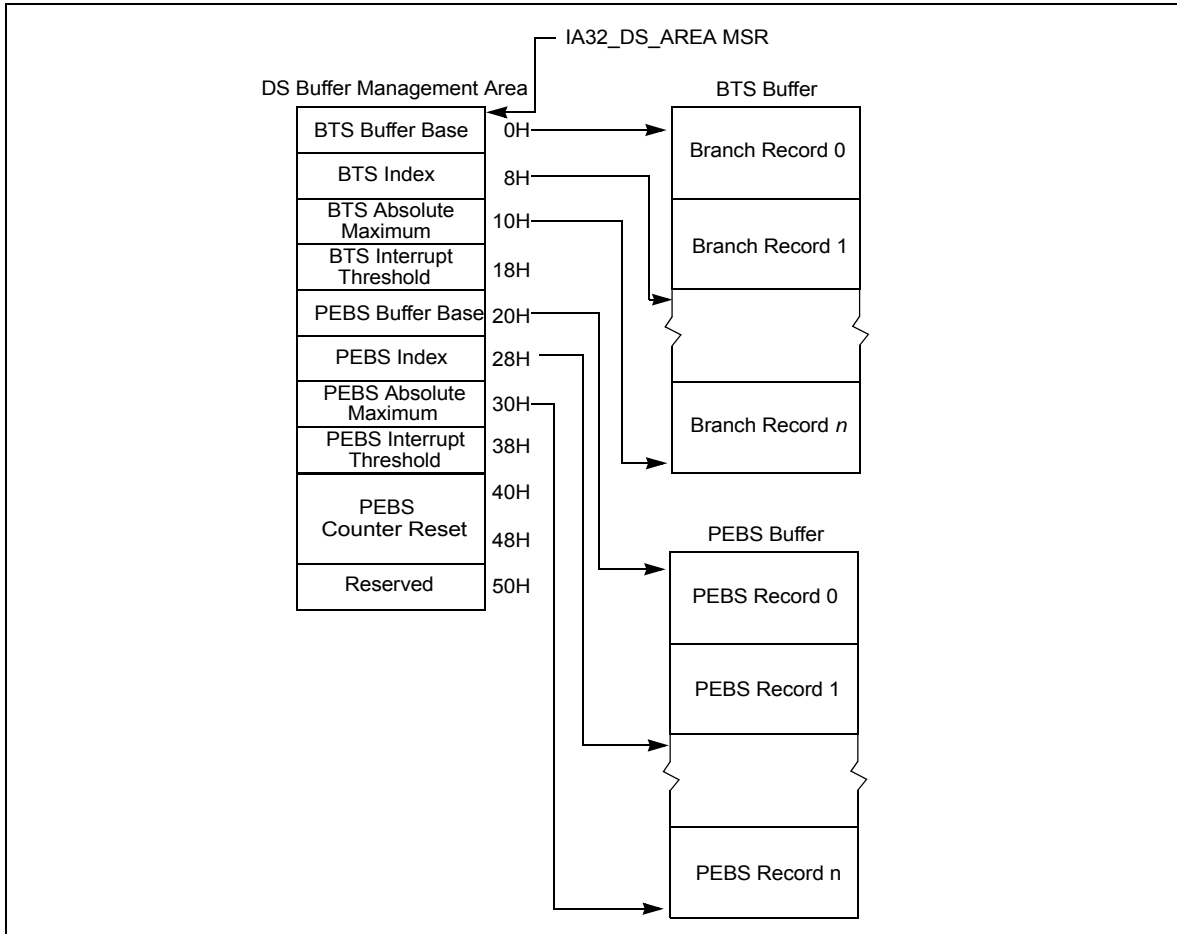 IA32_DS_AREA MSR
DS Buffer Management Area
BTS Buffer Base 0H
BTS Index 8H
BTS Absolute
Maximum 10H
BTS Interrupt
Threshold 18H
PEBS Buffer Base 20H
PEBS Index 28H
PEBS Absolute
Maximum 30H
PEBS Interrupt
Threshold 38H
40H
PEBS
Counter Reset
48H
Reserved 50H
BTS Buffer
Branch Record 0
Branch Record 1
Branch Record n
PEBS Buffer
PEBS Record 0
PEBS Record 1
PEBS Record n